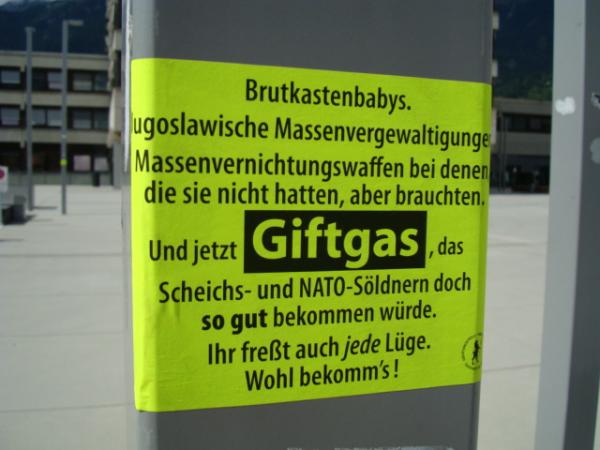 Brutkastenbabys.
ugoslawische Massenvergewaltigunge
Massenvernichtungswaffen bei denen,
die sie nicht hatten, aber brauchten.
Und jetzt Giftgas, das
Scheichs- und NATO-Söldnern doch
so gut bekommen würde.
Ihr freßt auch jede Lüge.
Wohl bekomm's!